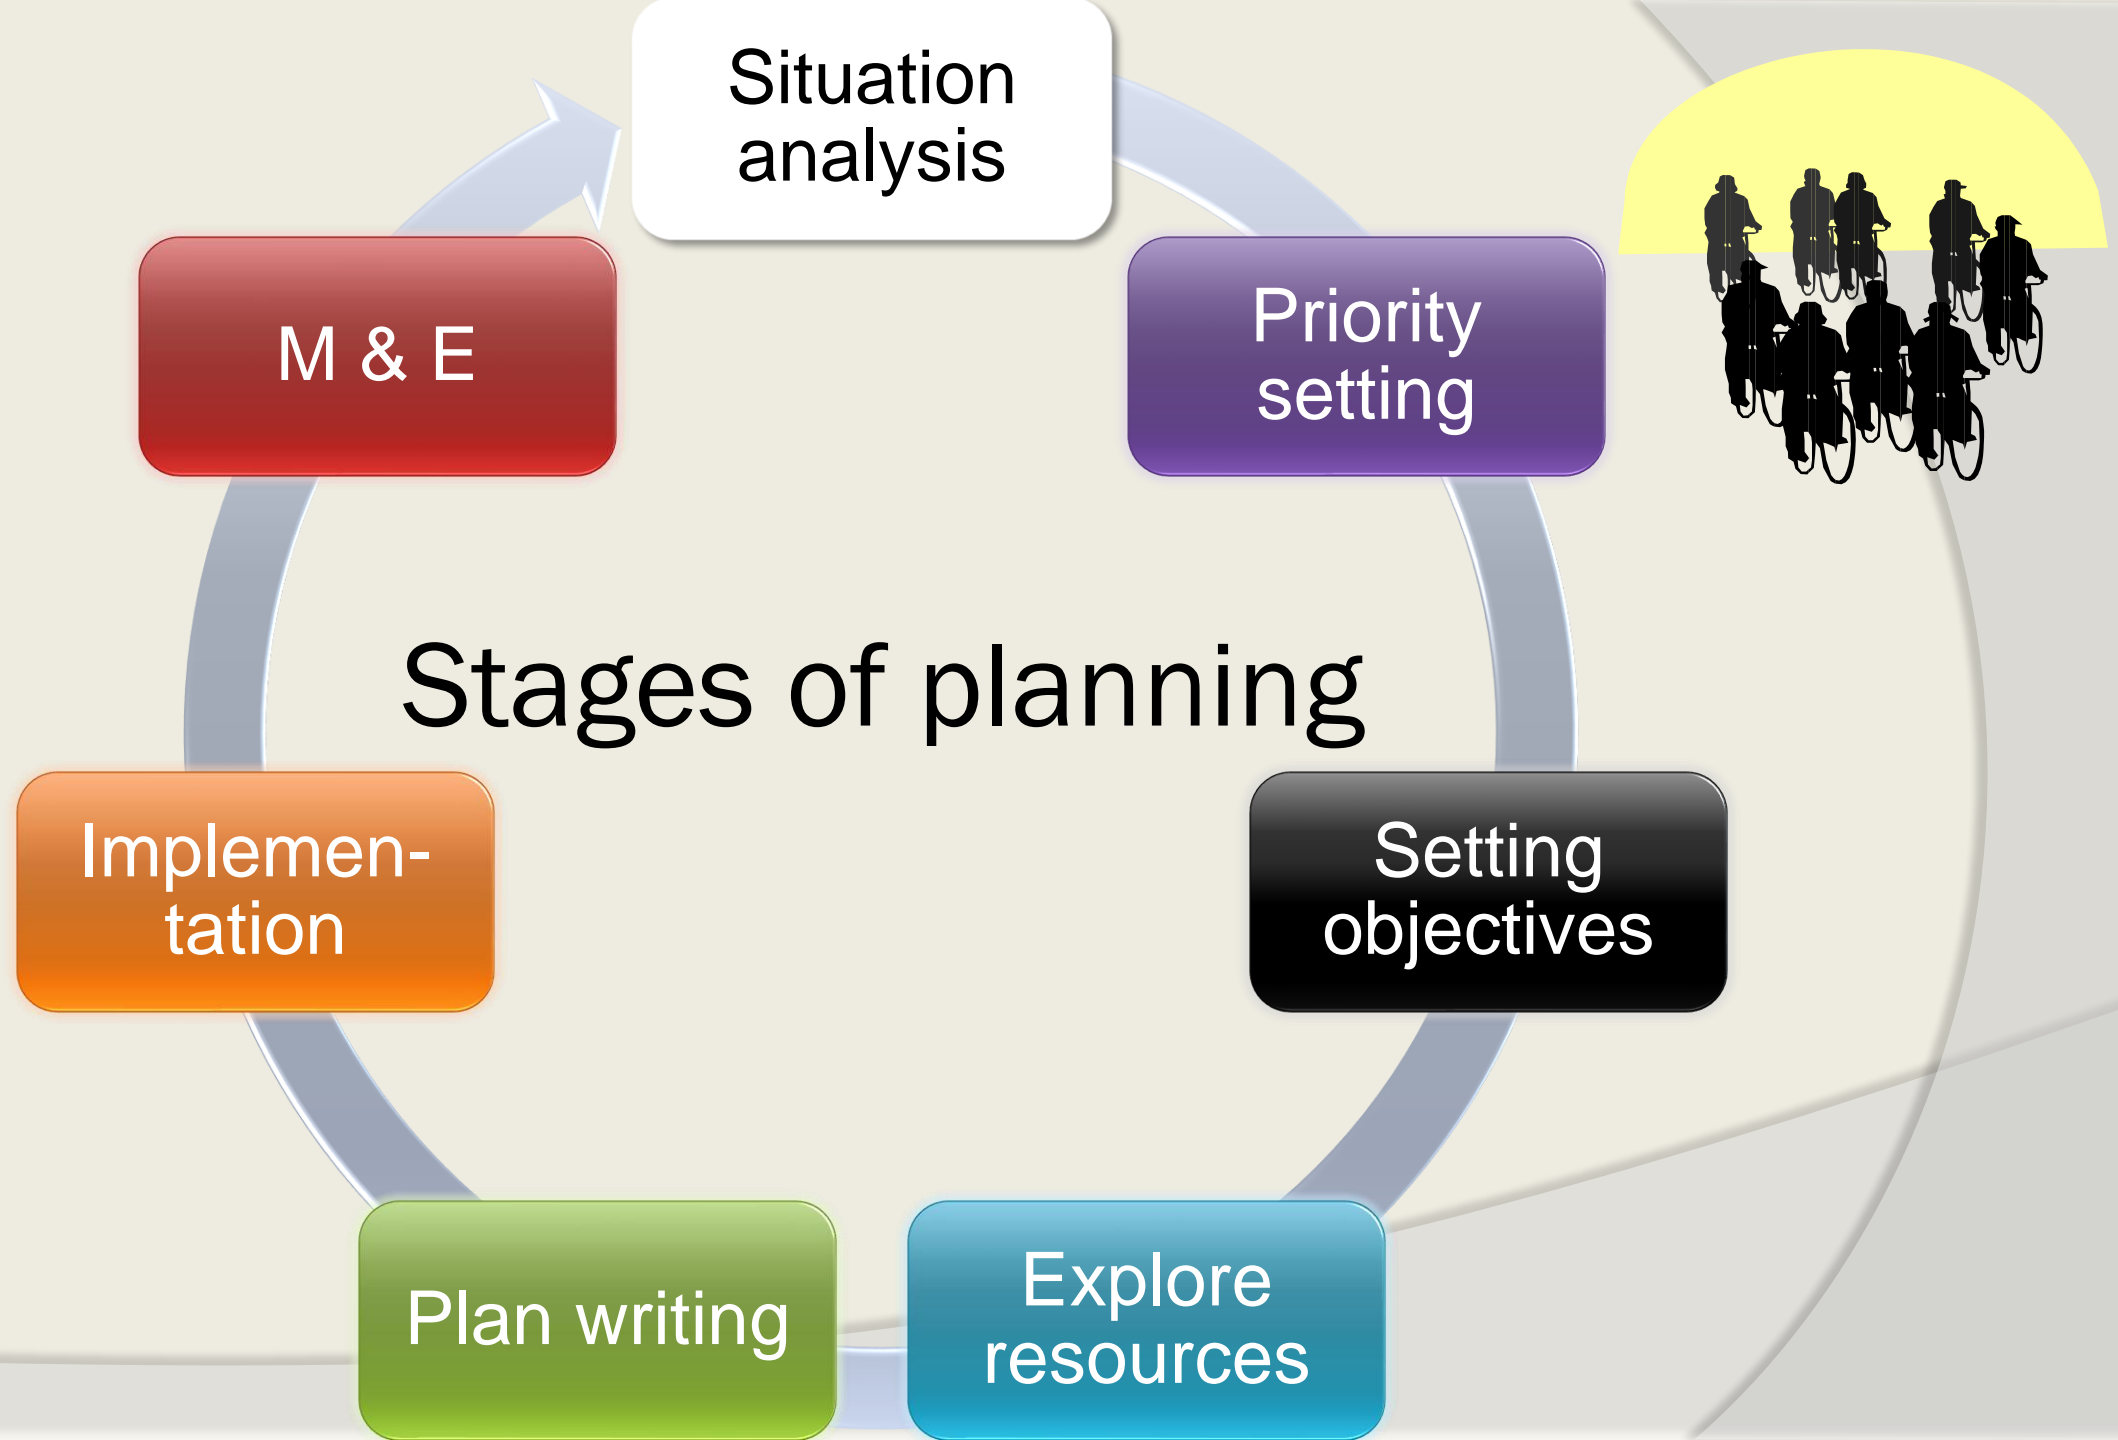 Situation
analysis
Priority
setting
Setting
objectives
Explore
resources
Plan writing
Implemen-
tation
M & E
Stages of planning